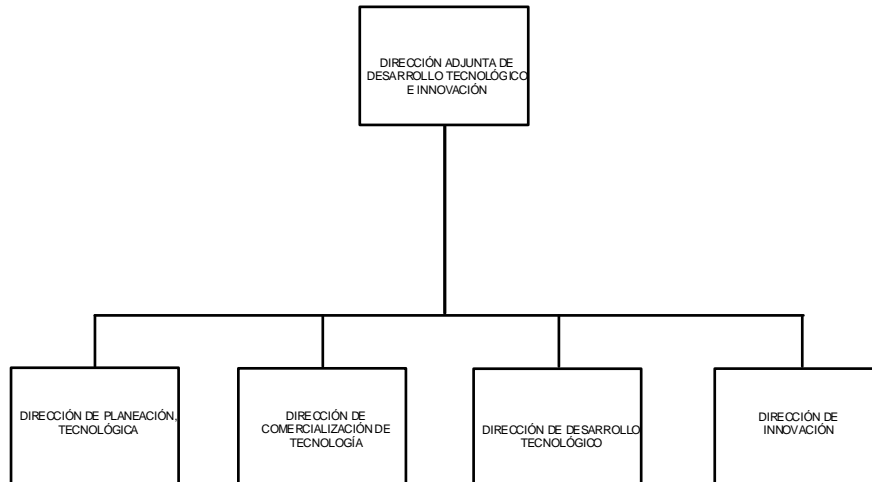 DIRECCIÓN ADJUNTA DE
DESARROLLO TECNOLÓGICO
E INNOVACIÓN
DIRECCIÓN DE PLANEACIÓN,
TECNOLÓGICA
DIRECCIÓN DE
COMERCIALIZACIÓN DE
TECNOLOGÍA
DIRECCIÓN DE DESARROLLO
TECNOLÓGICO
DIRECCIÓN DE
INNOVACIÓN